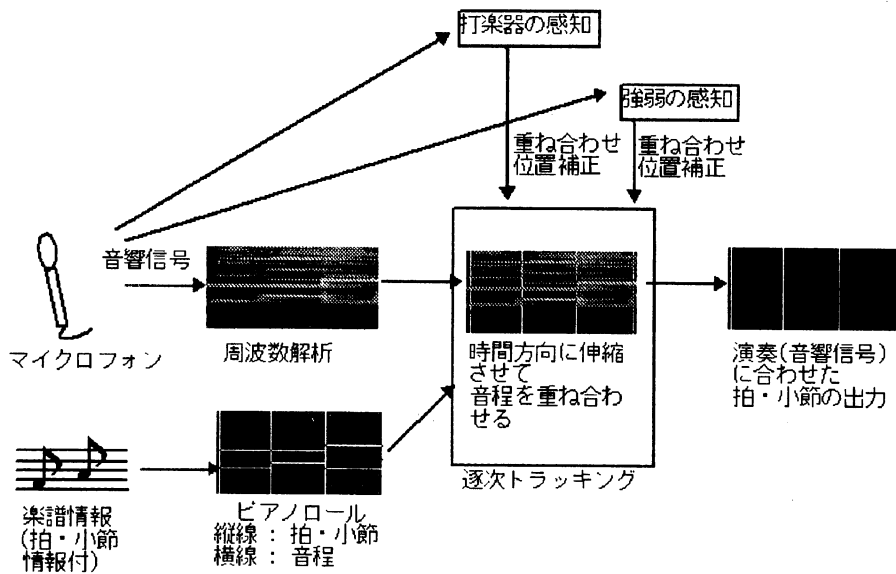 打楽器の感知
強弱の感知
重ね合わせ
位置補正
重ね合わせ
位置補正
音響信号
マイクロフォン
周波数解析
時間方向に伸縮
させて
音程を重ね合わ
せる
演奏(音響信号)
に合わせた
拍・小節の出力
逐次トラッキング
楽譜情報
(拍・小節
情報付)
ピアノロール
縦線 : 拍・小節
横線 : 音程